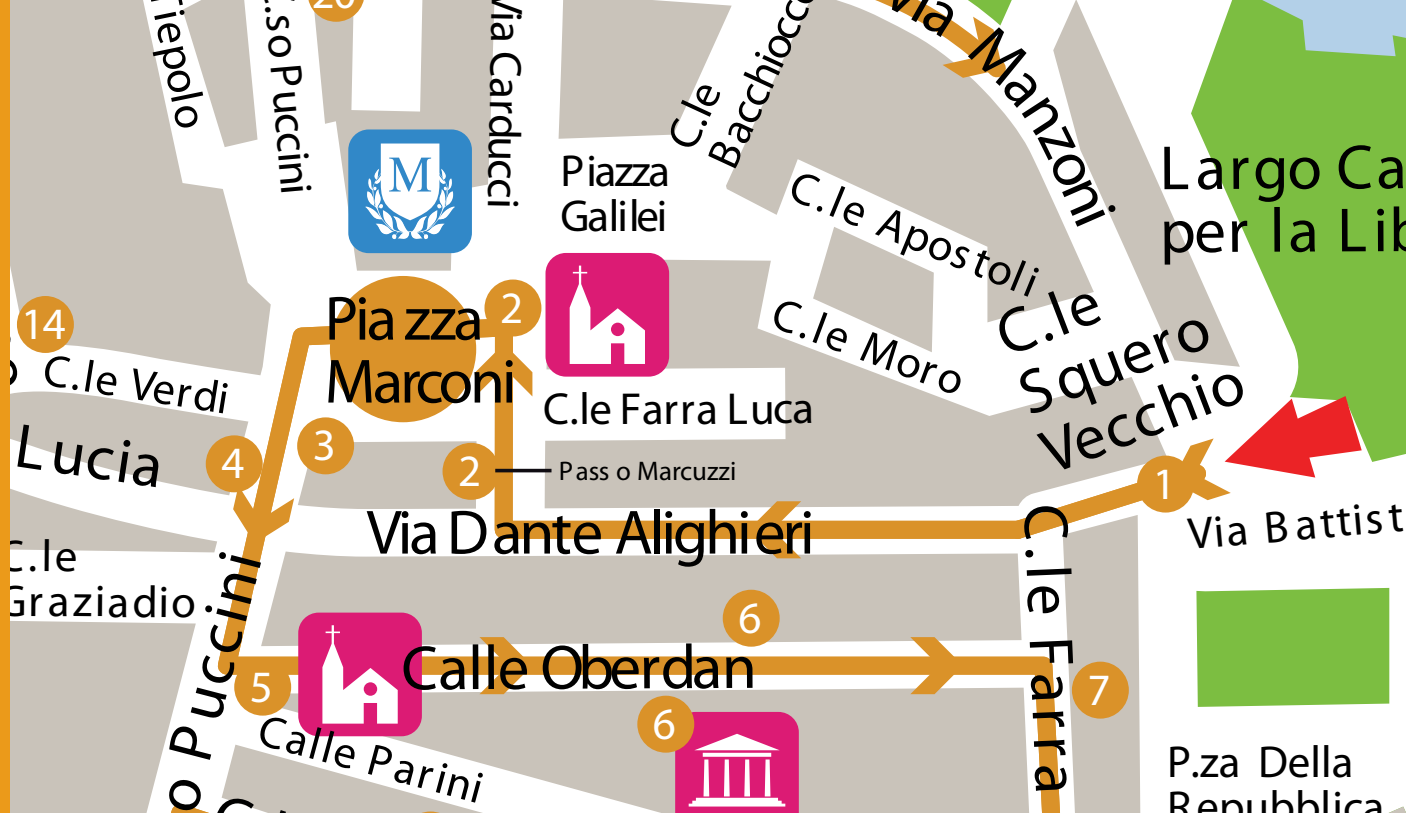 20
Tiepolo
C.so Puccini
Via Carducci
C.le
Bacchiocco
Via Manzoni
M
Piazza
Galilei
Largo Ca
per la Lib
C.le Apostoli
14
Piazza
Marconi
2
C.le Moro
C.le
Squero
Vecchio
C.le Verdi
C.le Farra Luca
Lucia
4
3
2
Passo Marcuzzi
1
Via Dante Alighieri
Via Battist
C.le
Graziadio
6
Calle Oberdan
5
7
C.le Farra
o Puccini
6
Calle Parini
P.za Della
Repubblica